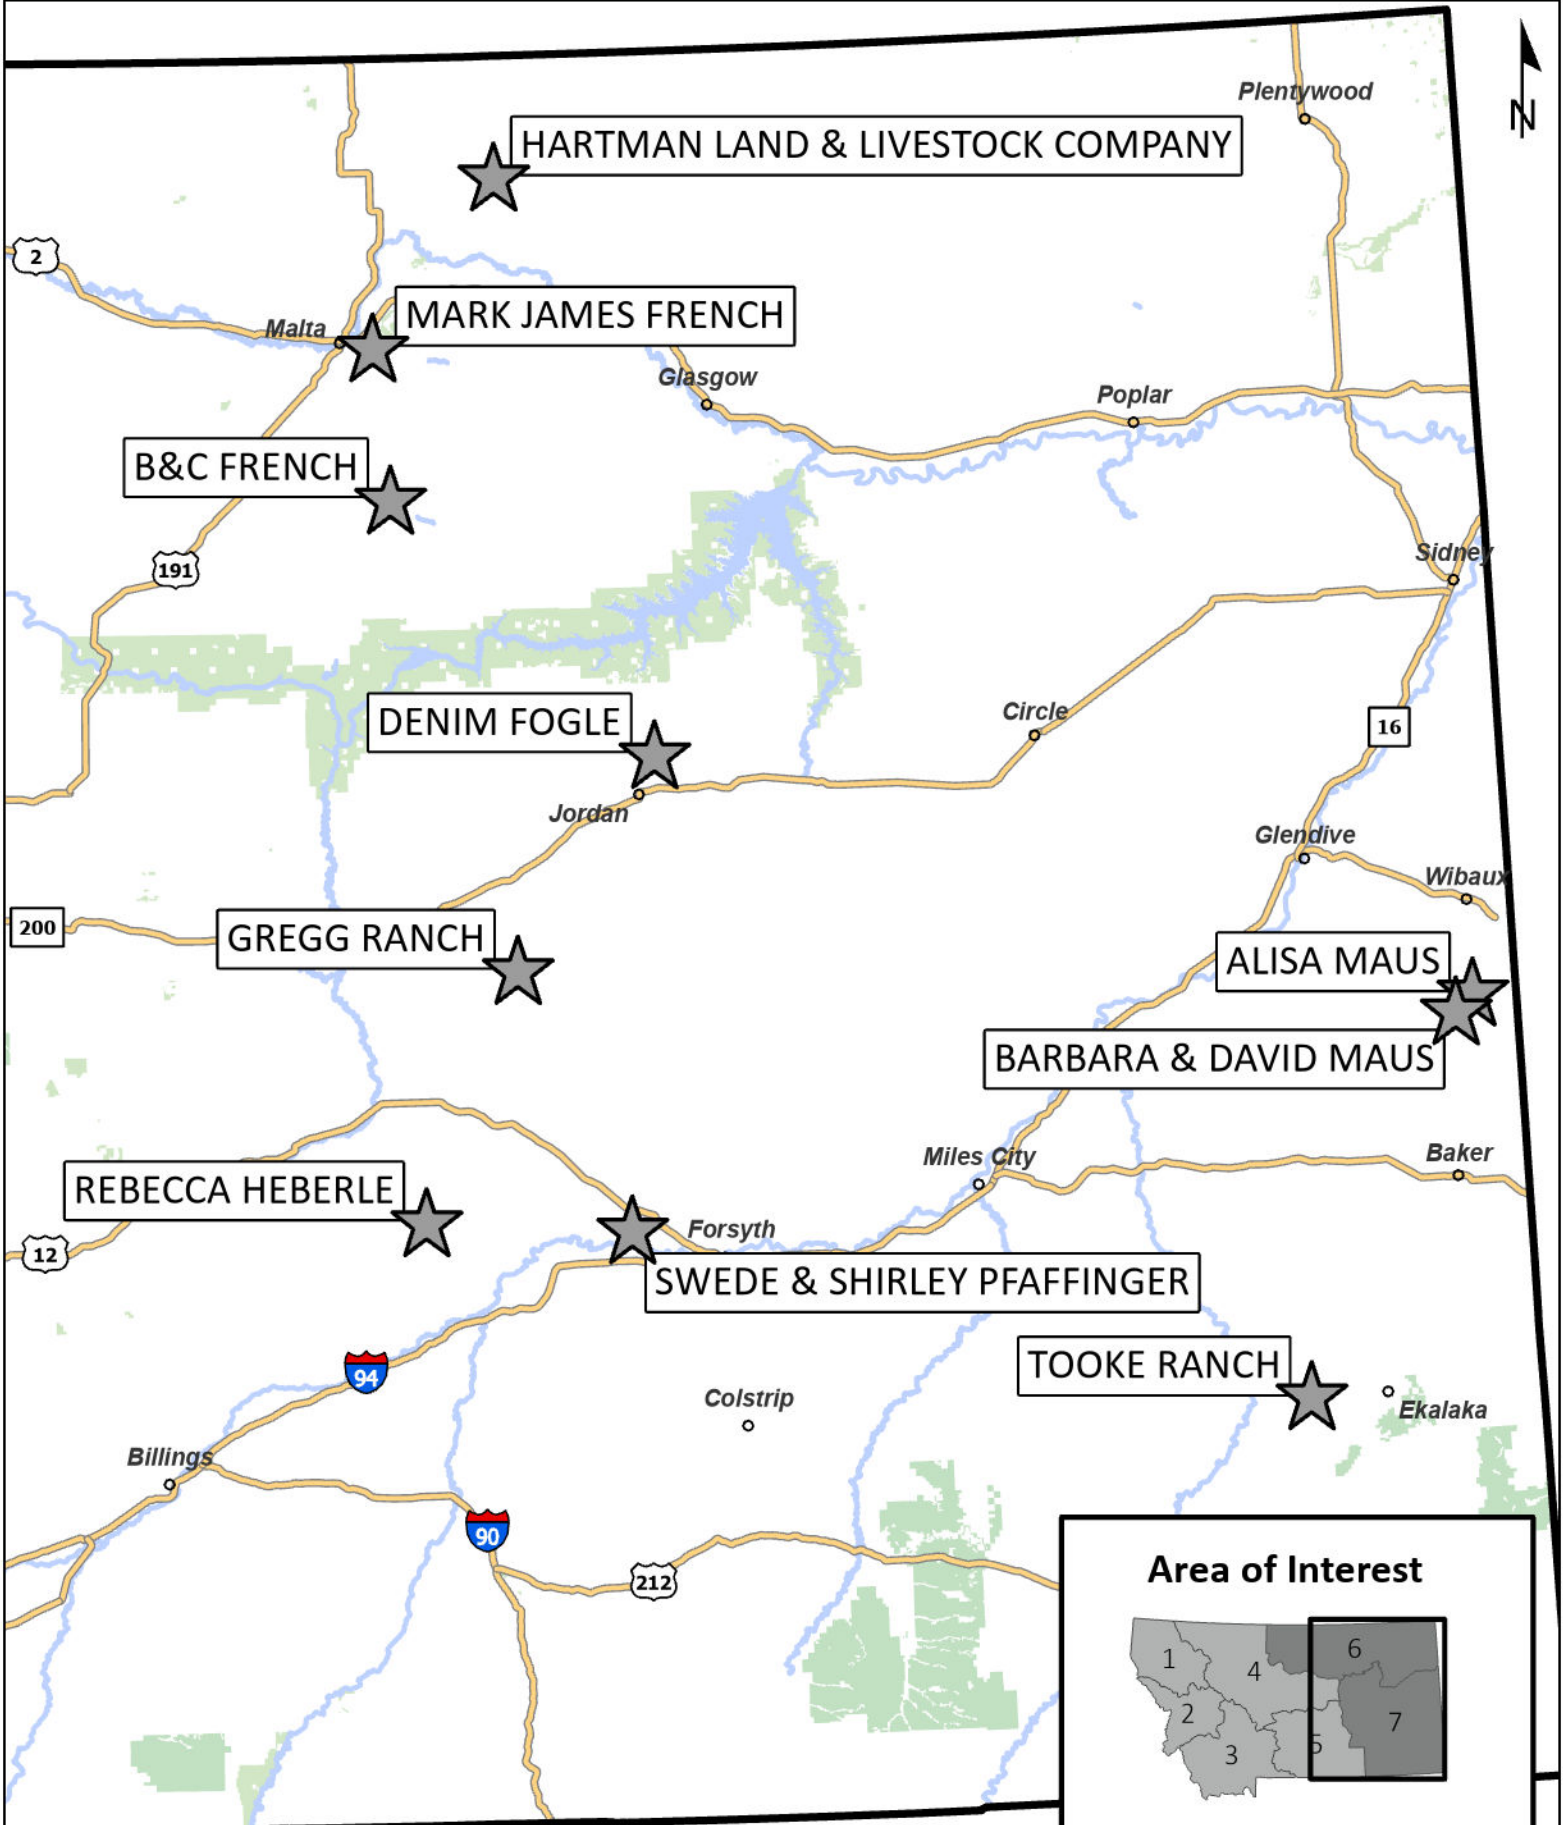 Plentywood
N
HARTMAN LAND & LIVESTOCK COMPANY
2
MARK JAMES FRENCH
Malta
Glasgow
Poplar
B&C FRENCH
191
Sidney
DENIM FOGLE
Circle
16
Jordan
Glendive
Wibaux
200
GREGG RANCH
ALISA MAUS
BARBARA & DAVID MAUS
Miles City
Baker
REBECCA HEBERLE
Forsyth
12
SWEDE & SHIRLEY PFAFFINGER
TOOKE RANCH
94
Colstrip
Ekalaka
Billings
90
212
Area of Interest
1
4
6
2
7
3
5